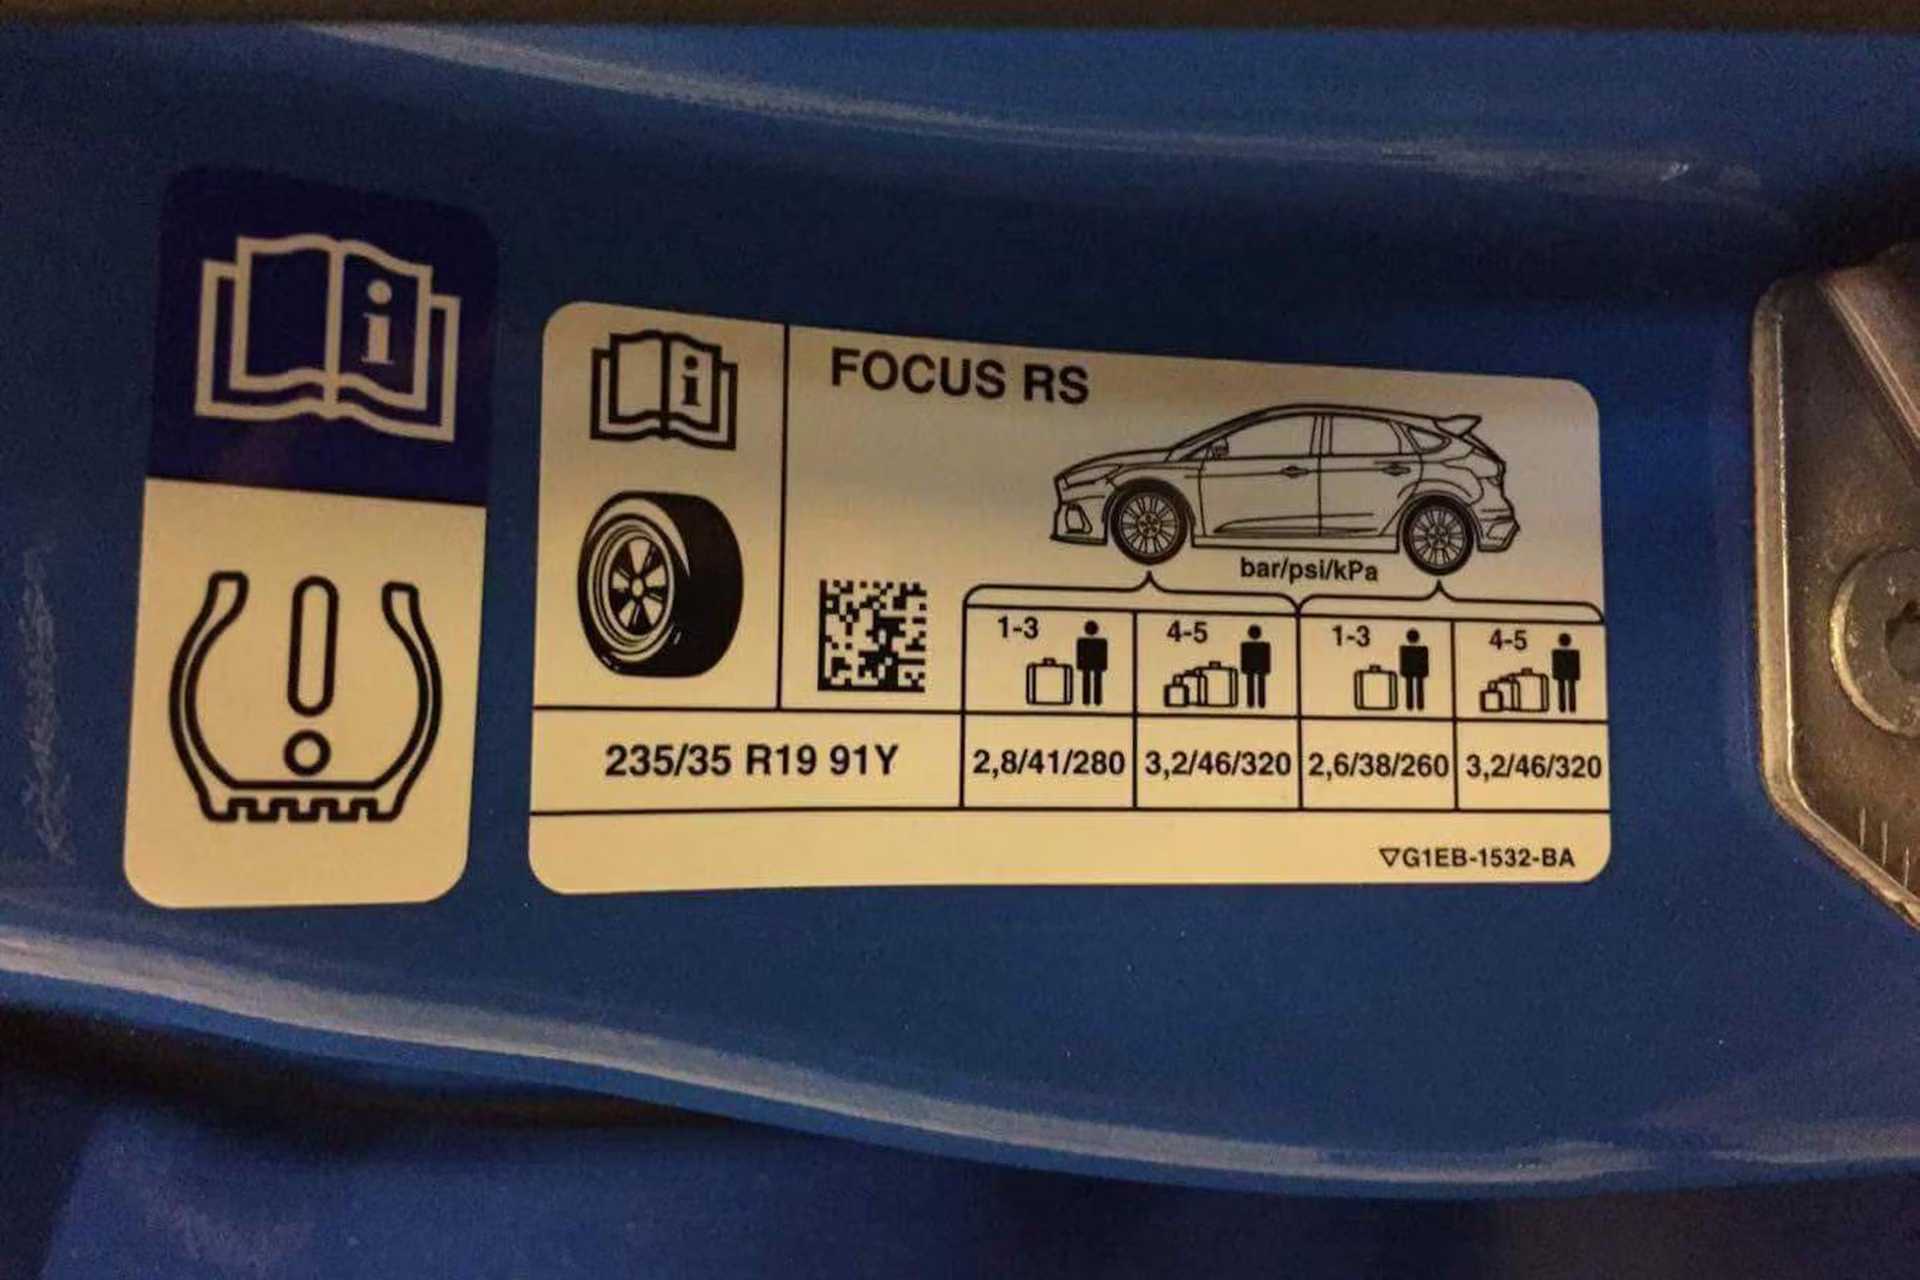 FOCUS RS
bar/psi/kPa
1-3 4-5 1-3 4-5
235/35 R19 91Y 2,8/41/280 3,2/46/320 2,6/38/260 3,2/46/320
▽G1EB-1532-BA